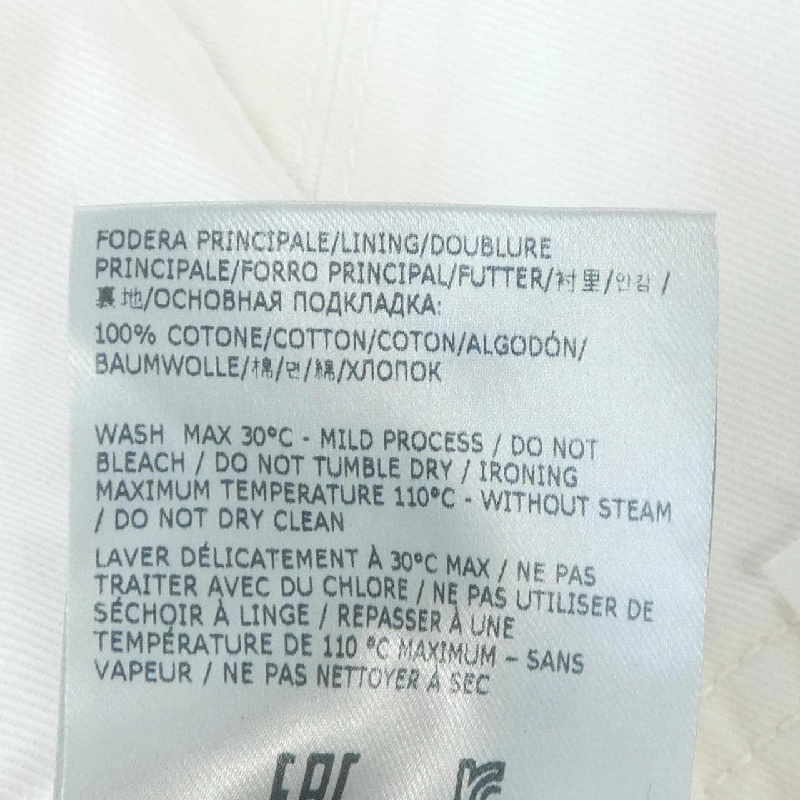 FODERA PRINCIPALE/LINING/DOUBLURE
PRINCIPALE/FORRO PRINCIPAL/FUTTER/衬里/안감 /
裏地/ОСНОВНАЯ ПОДКЛАДКА:
100% COTONE/COTTON/COTON/ALGODÓN/
BAUMWOLLE/棉/면/綿/ХЛОПОК
WASH MAX 30°C - MILD PROCESS / DO NOT
BLEACH / DO NOT TUMBLE DRY / IRONING
MAXIMUM TEMPERATURE 110°C - WITHOUT STEAM
/ DO NOT DRY CLEAN
LAVER DÉLICATEMENT À 30°C MAX / NE PAS
TRAITER AVEC DU CHLORE / NE PAS UTILISER DE
SÉCHOIR À LINGE / REPASSER À UNE
TEMPÉRATURE DE 110 °C MAXIMUM – SANS
VAPEUR / NE PAS NETTOYER À SEC